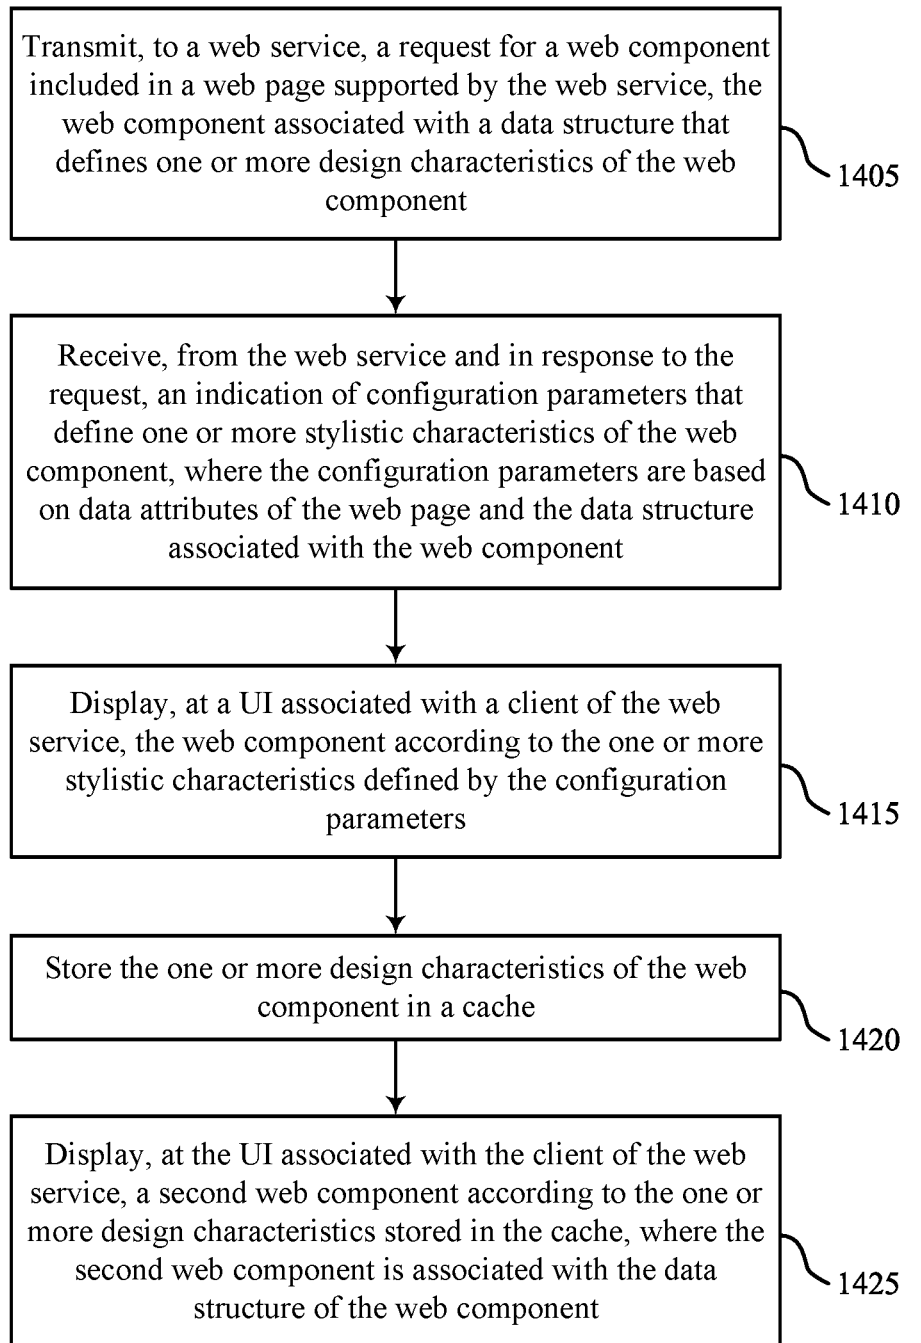 Transmit, to a web service, a request for a web component
included in a web page supported by the web service, the
web component associated with a data structure that
defines one or more design characteristics of the web
component
1405
Receive, from the web service and in response to the
request, an indication of configuration parameters that
define one or more stylistic characteristics of the web
component, where the configuration parameters are based
on data attributes of the web page and the data structure
associated with the web component
1410
Display, at a UI associated with a client of the web
service, the web component according to the one or more
stylistic characteristics defined by the configuration
parameters
1415
Store the one or more design characteristics of the web
component in a cache
1420
Display, at the UI associated with the client of the web
service, a second web component according to the one or
more design characteristics stored in the cache, where the
second web component is associated with the data
structure of the web component
1425